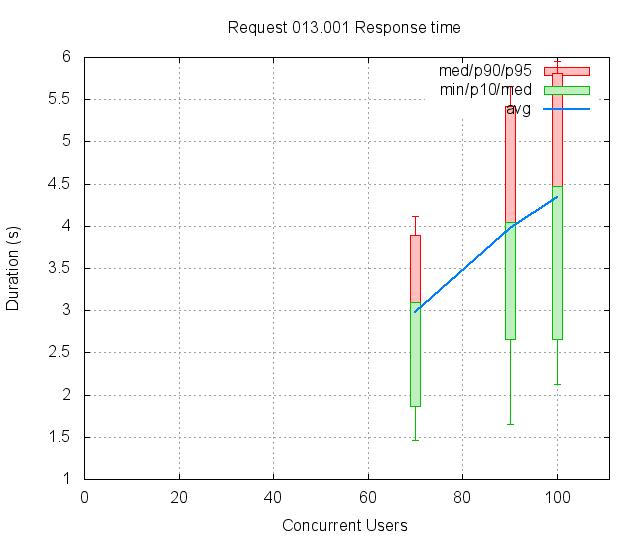 Request 013.001 Response time
6
5.5
5
4.5
4
3.5
3
2.5
2
1.5
1
Duration (s)
med/p90/p95
min/p10/med
avg
0 20 40 60 80 100
Concurrent Users